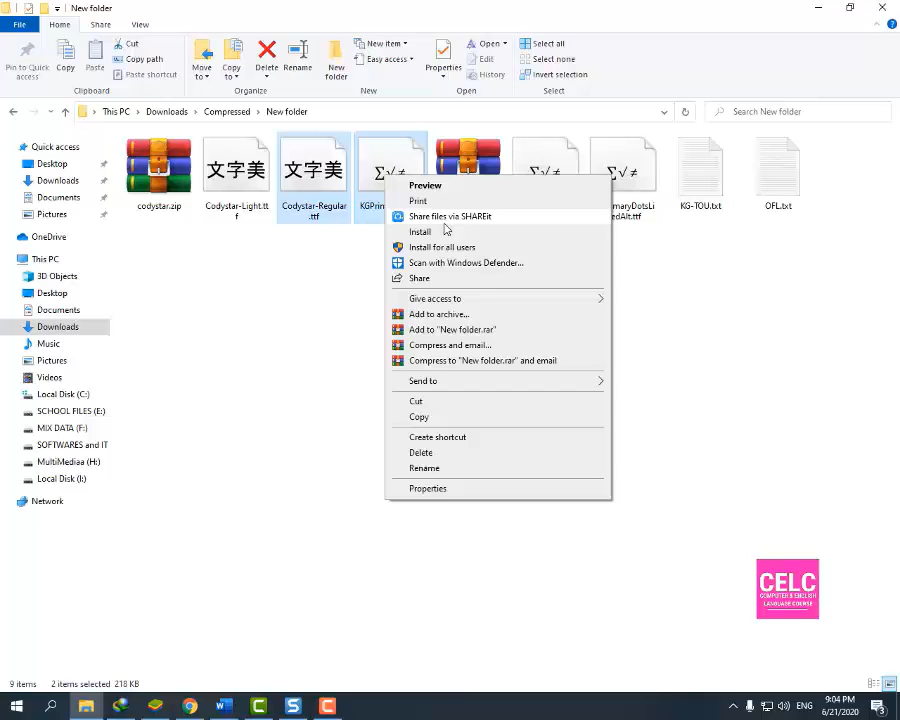 New folder
File
Home
Share
View
Pin to Quick access
Copy
Paste
Cut
Copy path
Paste shortcut
Clipboard
Move to
Copy to
Delete
Rename
Organize
New folder
New item
Easy access
New
Properties
Open
Edit
History
Open
Select all
Select none
Invert selection
Select
This PC > Downloads > Compressed > New folder
Search New folder
Quick access
Desktop
Downloads
Documents
Pictures
OneDrive
This PC
3D Objects
Desktop
Documents
Downloads
Music
Pictures
Videos
Local Disk (C:)
SCHOOL FILES (E:)
MIX DATA (F:)
SOFTWARES and IT
MultiMediaa (H:)
Local Disk (I:)
Network
文字美
文字美
Σ√≠
Σ√≠
Σ√≠
codystar.zip
Codystar-Light.ttf
Codystar-Regular.ttf
KGPrin
maryDotsLi
edAlt.ttf
KG-TOU.txt
OFL.txt
Preview
Print
Share files via SHAREit
Install
Install for all users
Scan with Windows Defender...
Share
Give access to
Add to archive...
Add to "New folder.rar"
Compress and email...
Compress to "New folder.rar" and email
Send to
Cut
Copy
Create shortcut
Delete
Rename
Properties
CELC
COMPUTER & ENGLISH
LANGUAGE COURSE
9 items
2 items selected 218 KB
ENG
9:04 PM
6/21/2020
3